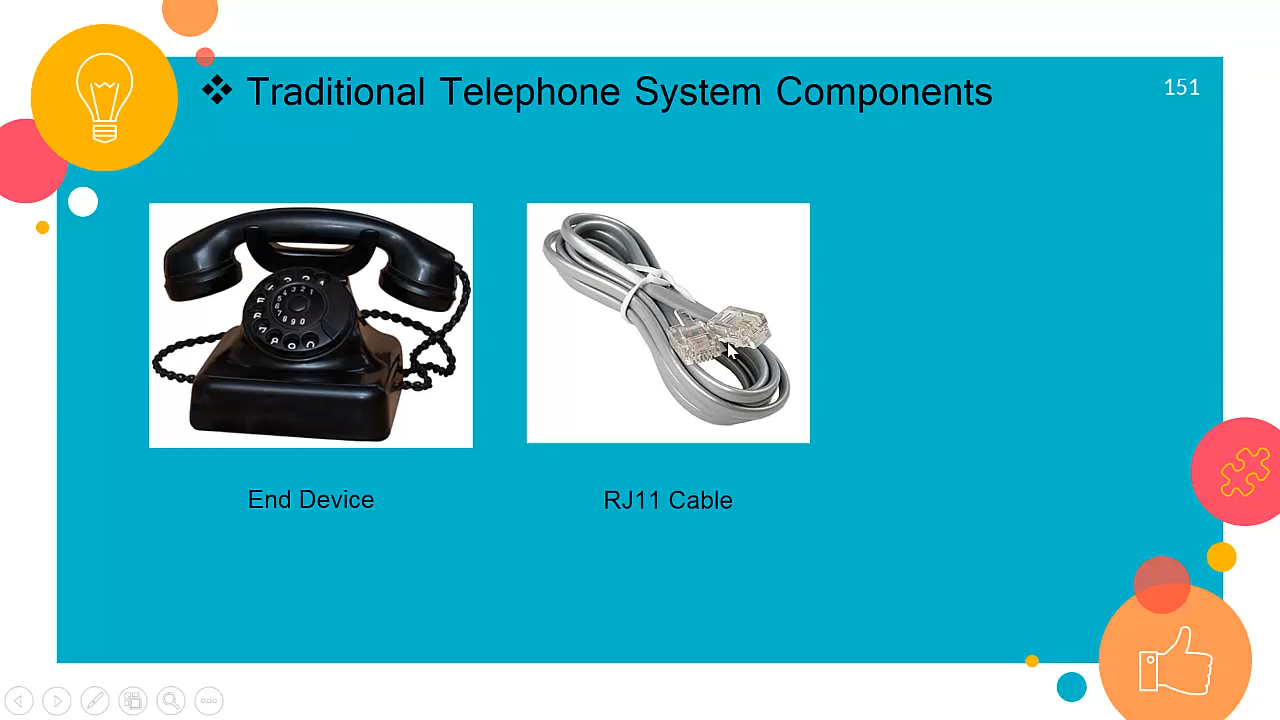 ❖ Traditional Telephone System Components
151
End Device
RJ11 Cable